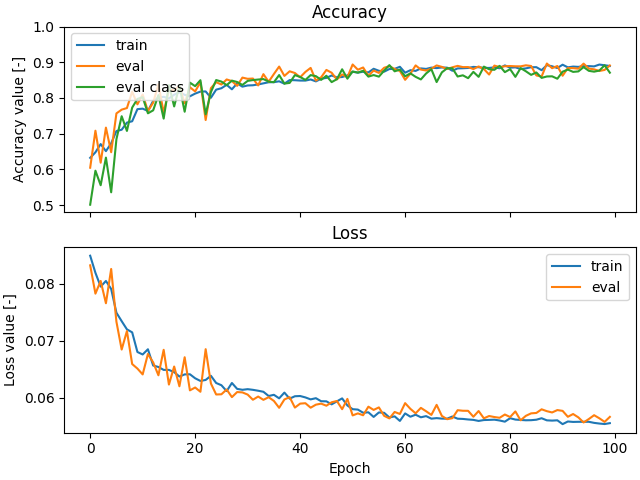 Accuracy
1.0
0.9
0.8
0.7
0.6
0.5
Accuracy value [-]
train
eval
eval class
Loss
0.08
0.07
0.06
Loss value [-]
train
eval
0 20 40 60 80 100
Epoch